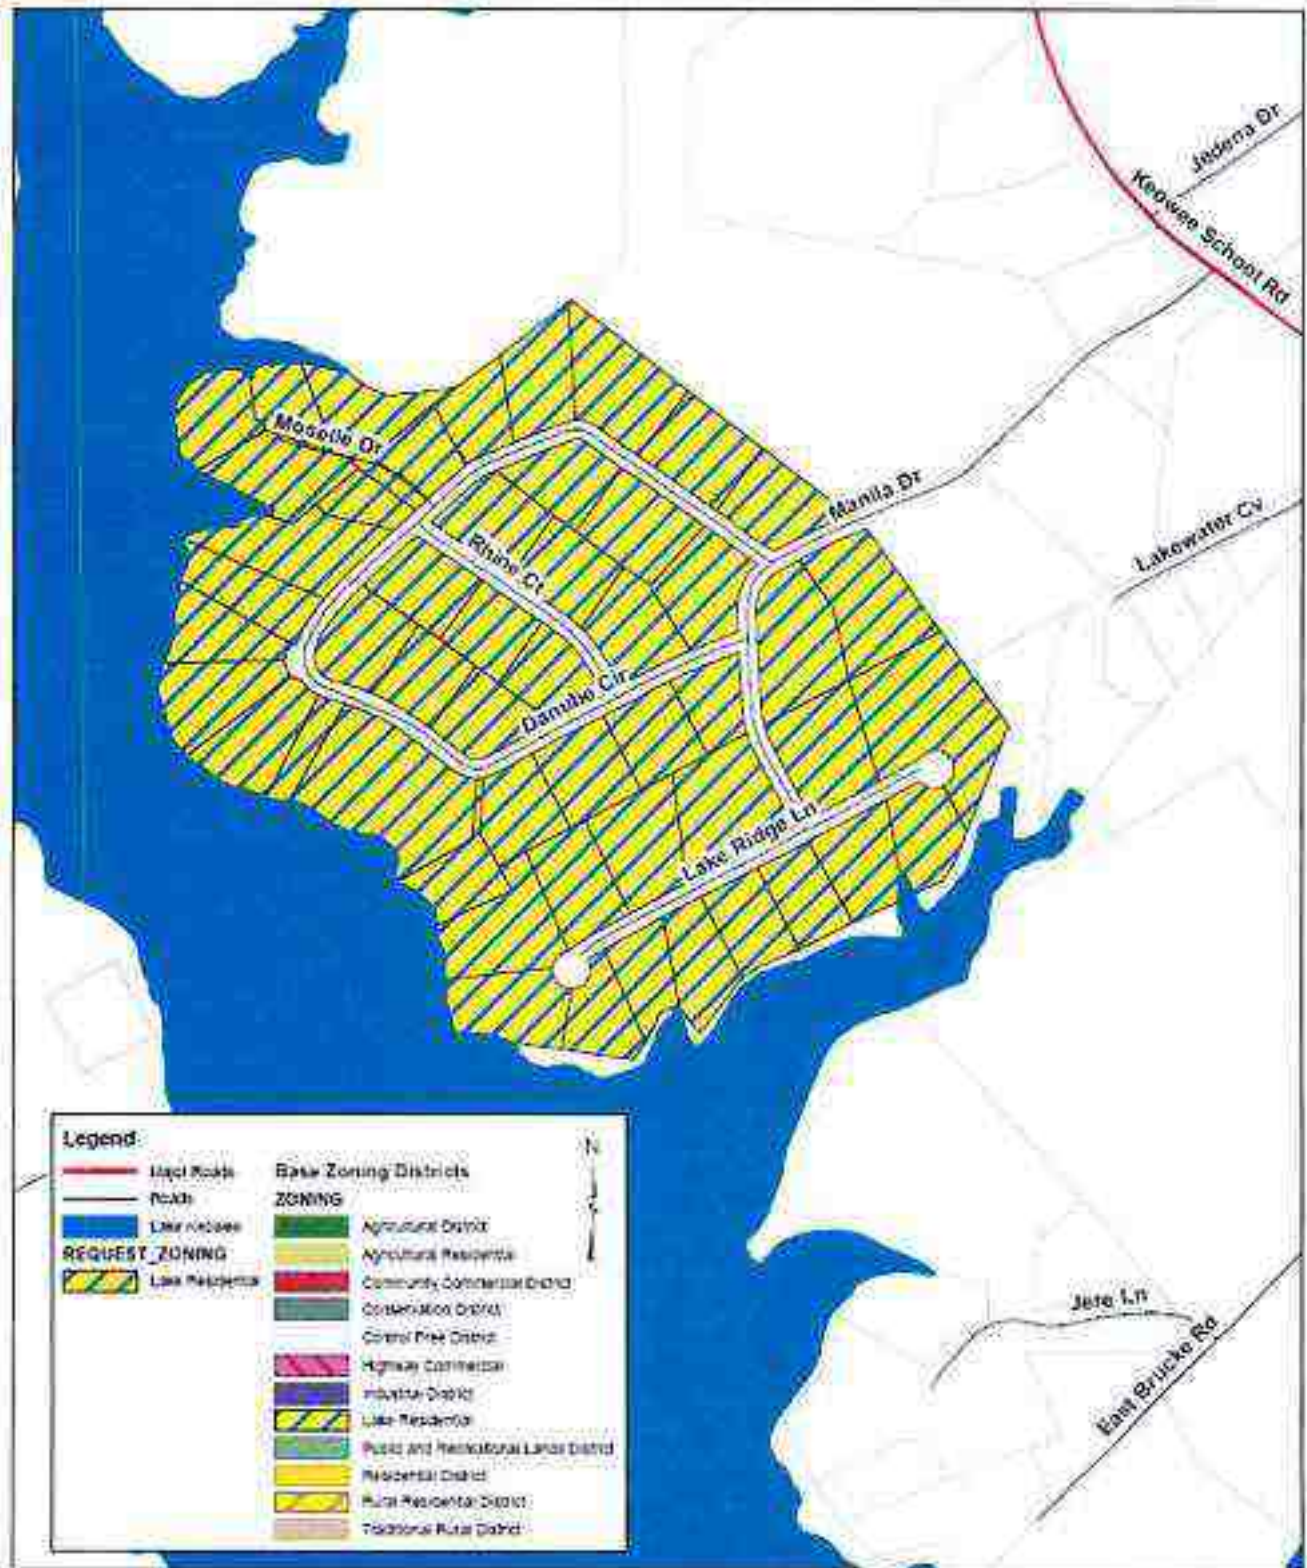 Jedena Dr
Keowee School Rd
Manila Dr
Lakewater Cv
Moselle Dr
Rhine Ct
Danube Cir
Lake Ridge Ln
Jete Ln
East Brucke Rd
Legend
N
Major Roads
Base Zoning Districts
Roads
ZONING
Lake Keowee
Agricultural District
REQUEST_ZONING
Agricultural Residential
Lake Residential
Community Commercial District
Conservation District
Control Free District
Highway Commercial
Industrial District
Lake Residential
Public and Recreational Lands District
Residential District
Rural Residential District
Traditional Rural District